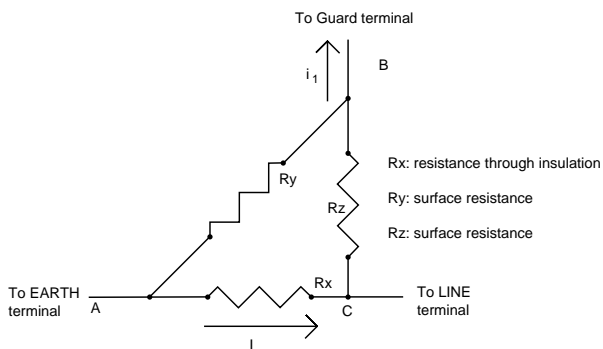 To Guard terminal
B
i 1
Rx: resistance through insulation
Ry
Ry: surface resistance
Rz
Rz: surface resistance
To EARTH
terminal
A
Rx
C
To LINE
terminal
I